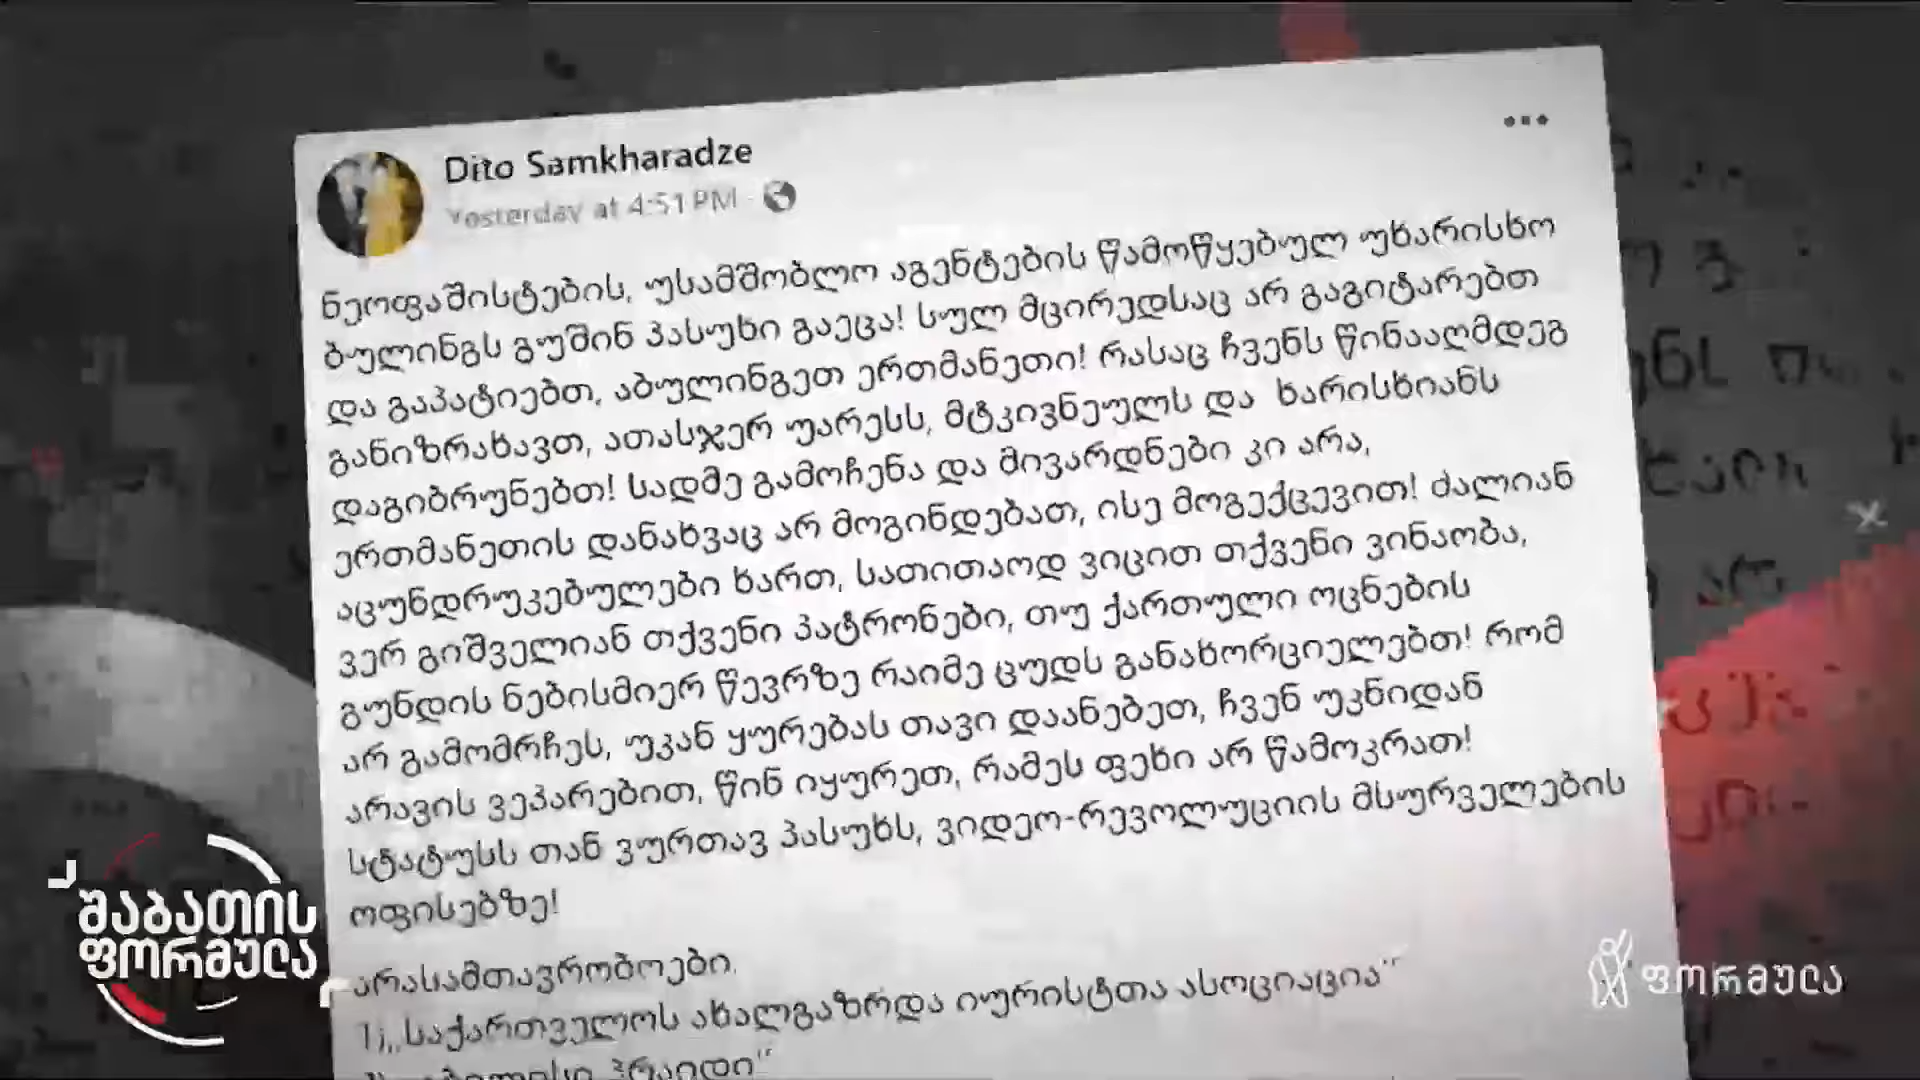 Dito Samkharadze
Yesterday at 4:51 PM
ნეოფაშისტების, უსამშობლო აგენტების წამოწყებულ უხარისხო
ბულინგს გუშინ პასუხი გაეცა! სულ მცირედსაც არ გაგიტარებთ
და გაპატიებთ, აბულინგეთ ერთმანეთი! რასაც ჩვენს წინააღმდეგ
განიზრახავთ, ათასჯერ უარესს, მტკივნეულს და ხარისხიანს
დაგიბრუნებთ! სადმე გამოჩენა და მივარდნები კი არა,
ერთმანეთის დანახვაც არ მოგინდებათ, ისე მოგექცევით! ძალიან
აცუნდრუკებულები ხართ, სათითაოდ ვიცით თქვენი ვინაობა,
ვერ გიშველიან თქვენი პატრონები, თუ ქართული ოცნების
გუნდის ნებისმიერ წევრზე რაიმე ცუდს განახორციელებთ! რომ
არ გამომრჩეს, უკან ყურებას თავი დაანებეთ, ჩვენ უკნიდან
არავის ვეპარებით, წინ იყურეთ, რამეს ფეხი არ წამოკრათ!
სტატუსს თან ვურთავ პასუხს, ვიდეო-რევოლუციის მსურველების
ოფისებზე!
არასამთავრობოები
1),,საქართველოს ახალგაზრდა იურისტთა ასოციაცია"
პრაიდი"
შაბათის
ფორმულა
ფორმულა